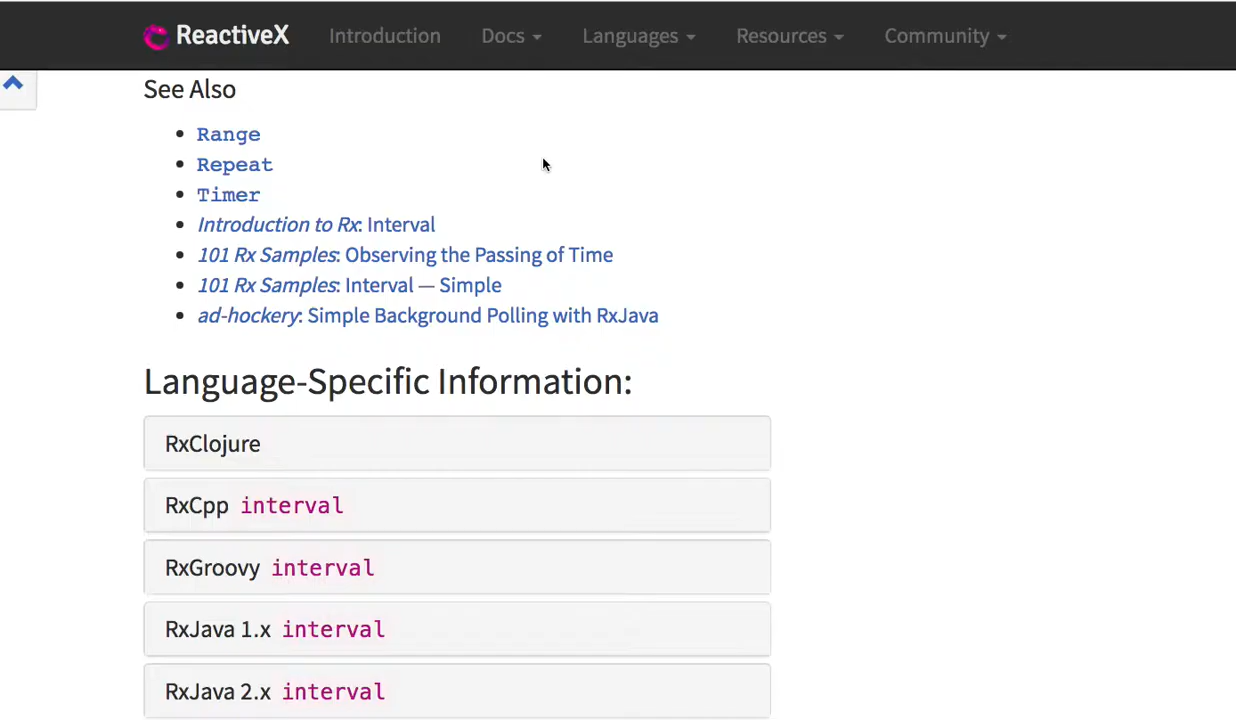 ReactiveX Introduction Docs Languages Resources Community
See Also
Range
Repeat
Timer
Introduction to Rx: Interval
101 Rx Samples: Observing the Passing of Time
101 Rx Samples: Interval — Simple
ad-hockery: Simple Background Polling with RxJava
Language-Specific Information:
RxClojure
RxCpp interval
RxGroovy interval
RxJava 1.x interval
RxJava 2.x interval